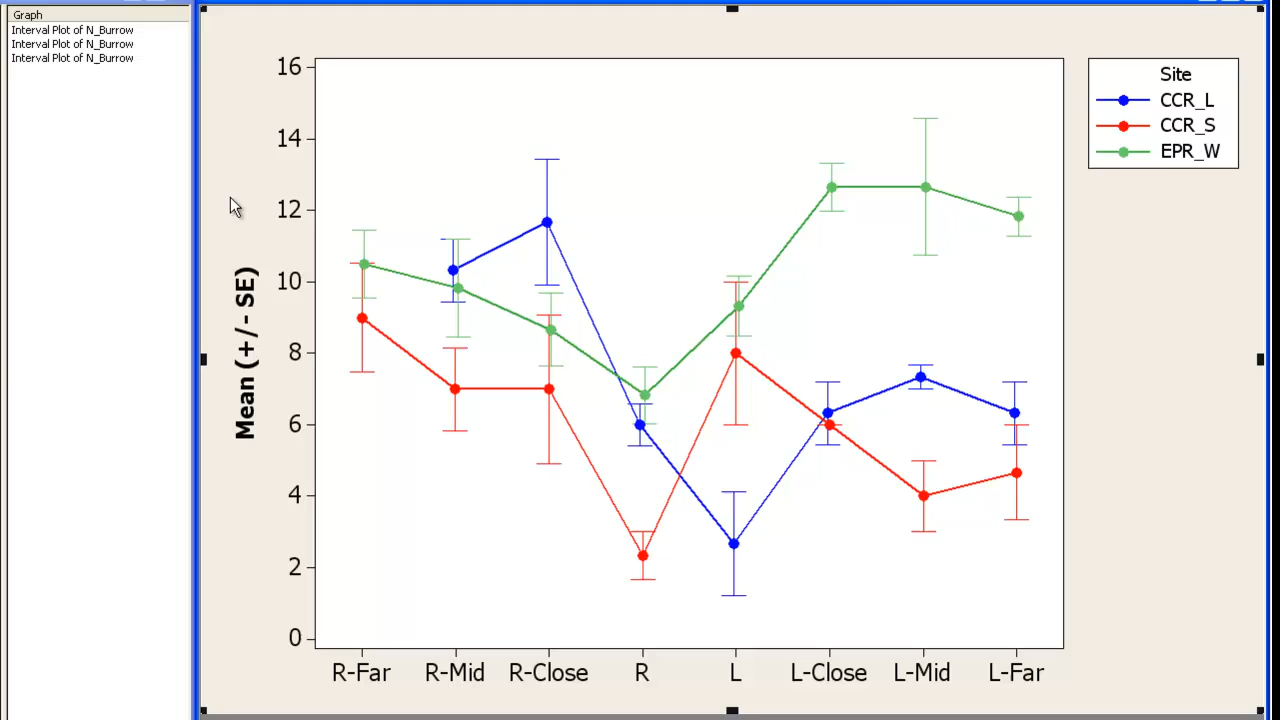 Graph
Interval Plot of N_Burrow
Interval Plot of N_Burrow
Interval Plot of N_Burrow
Mean (+/- SE)
16
14
12
10
8
6
4
2
0
R-Far R-Mid R-Close R L L-Close L-Mid L-Far
Site
CCR_L
CCR_S
EPR_W